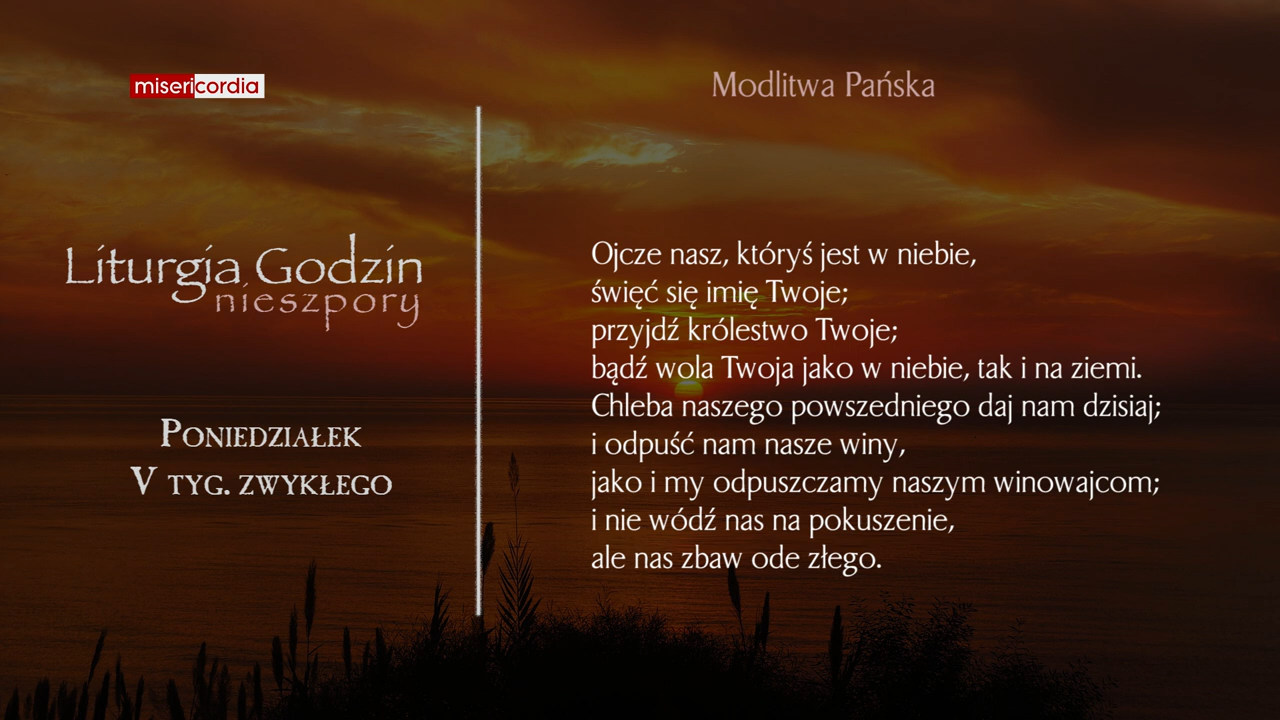 misericordia
Liturgia Godzin
nieszpory
Poniedziałek
V tyg. zwykłego
Modlitwa Pańska
Ojcze nasz, któryś jest w niebie,
święć się imię Twoje;
przyjdź królestwo Twoje;
bądź wola Twoja jako w niebie, tak i na ziemi.
Chleba naszego powszedniego daj nam dzisiaj;
i odpuść nam nasze winy,
jako i my odpuszczamy naszym winowajcom;
i nie wódź nas na pokuszenie,
ale nas zbaw ode złego.